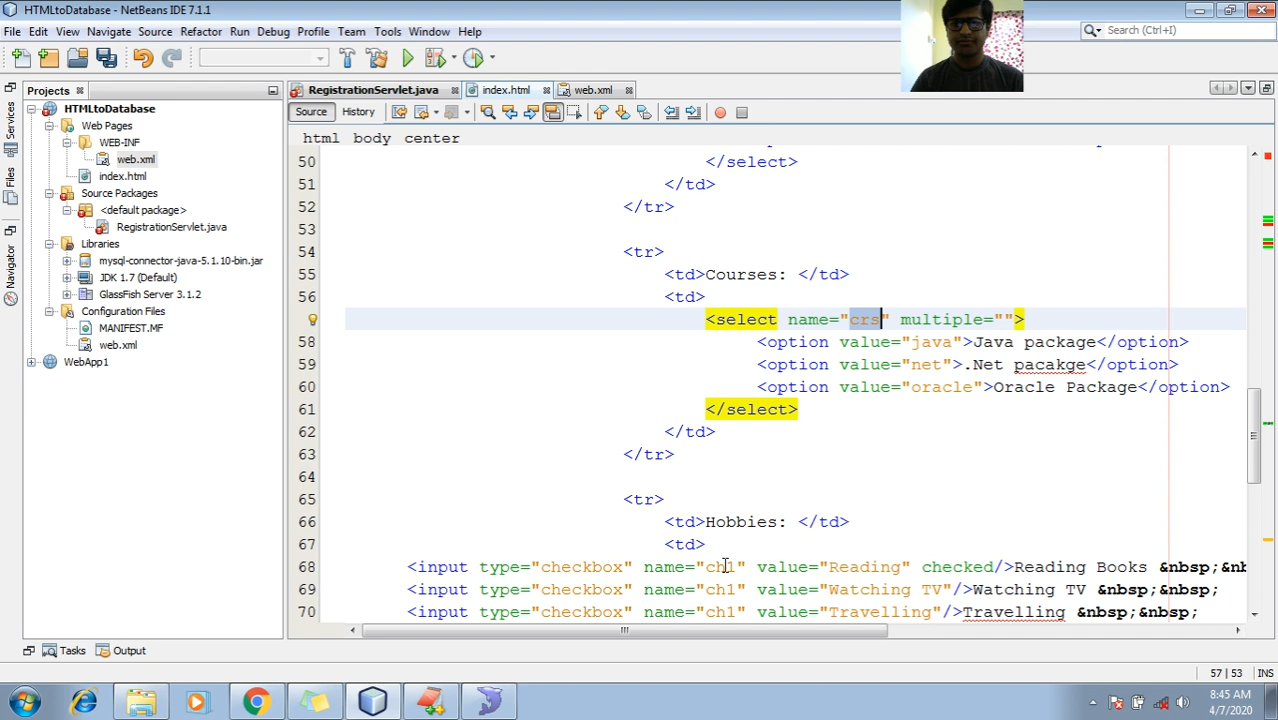 HTMLtoDatabase - NetBeans IDE 7.1.1
File Edit View Navigate Source Refactor Run Debug Profile Team Tools Window Help
Search (Ctrl+I)
Projects
RegistrationServlet.java index.html web.xml
Source History
html body center
Services
Files
Navigator
HTMLtoDatabase
Web Pages
WEB-INF
web.xml
index.html
Source Packages
<default package>
RegistrationServlet.java
Libraries
mysql-connector-java-5.1.10-bin.jar
JDK 1.7 (Default)
GlassFish Server 3.1.2
Configuration Files
MANIFEST.MF
web.xml
WebApp1
50 </select>
51 </td>
52 </tr>
53
54 <tr>
55 <td>Courses: </td>
56 <td>
<select name="crs" multiple="">
58 <option value="java">Java package</option>
59 <option value="net">.Net pacakge</option>
60 <option value="oracle">Oracle Package</option>
61 </select>
62 </td>
63 </tr>
64
65 <tr>
66 <td>Hobbies: </td>
67 <td>
68 <input type="checkbox" name="ch1" value="Reading" checked/>Reading Books &nbsp;&nb
69 <input type="checkbox" name="ch1" value="Watching TV"/>Watching TV &nbsp;&nbsp;
70 <input type="checkbox" name="ch1" value="Travelling"/>Travelling &nbsp;&nbsp;
Tasks Output
57 | 53 INS
8:45 AM
4/7/2020